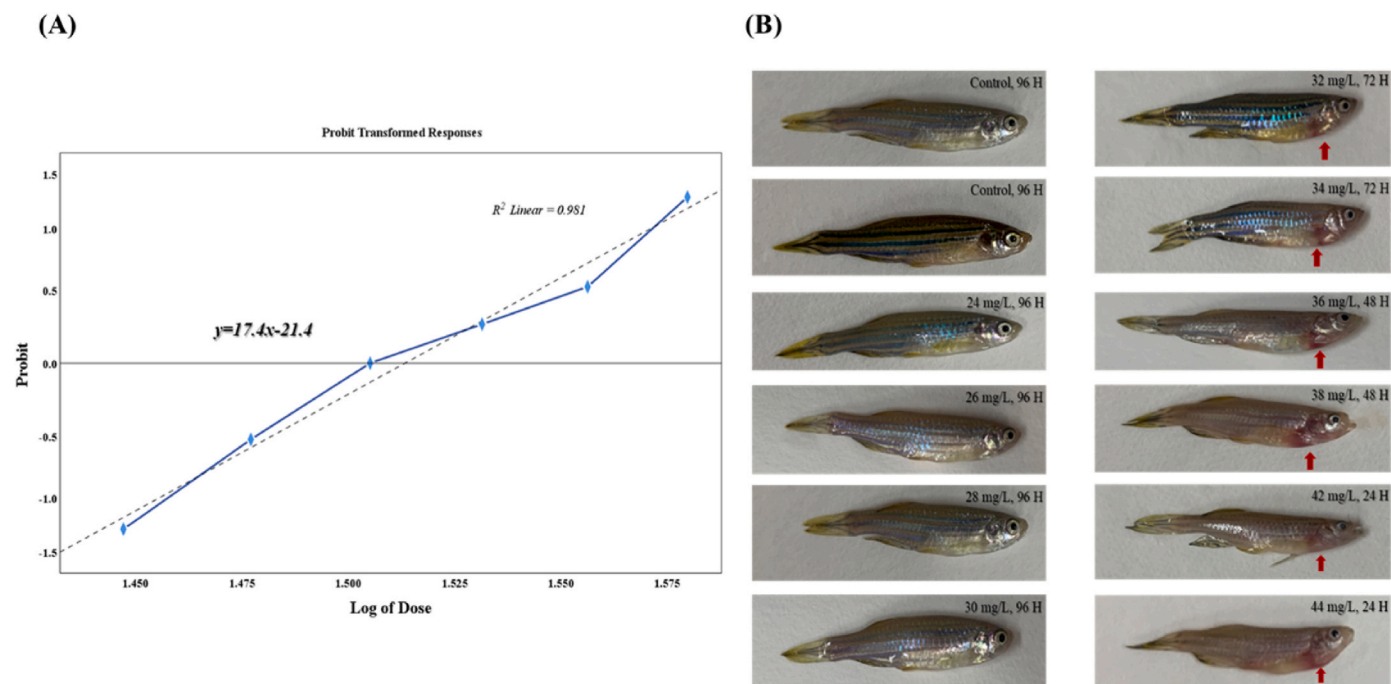 (A)
Probit Transformed Responses
1.5
1.0
0.5
0.0
-0.5
-1.0
-1.5
Probit
R² Linear = 0.981
y=17.4x-21.4
1.450
1.475
1.500
1.525
1.550
1.575
Log of Dose
(B)
Control, 96 H
Control, 96 H
24 mg/L, 96 H
26 mg/L, 96 H
28 mg/L, 96 H
30 mg/L, 96 H
32 mg/L, 72 H
34 mg/L, 72 H
36 mg/L, 48 H
38 mg/L, 48 H
42 mg/L, 24 H
44 mg/L, 24 H